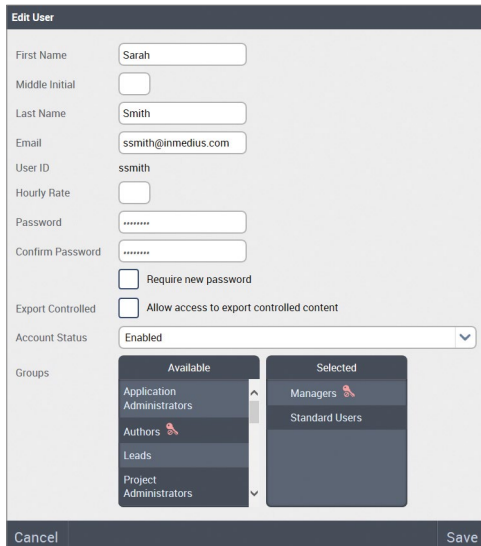 Edit User
First Name Sarah
Middle Initial
Last Name Smith
Email ssmith@inmedius.com
User ID ssmith
Hourly Rate
Password ••••••••
Confirm Password ••••••••
Require new password
Export Controlled Allow access to export controlled content
Account Status Enabled
Groups Available Selected
Application
Administrators
Managers
Authors
Standard Users
Leads
Project
Administrators
Cancel Save